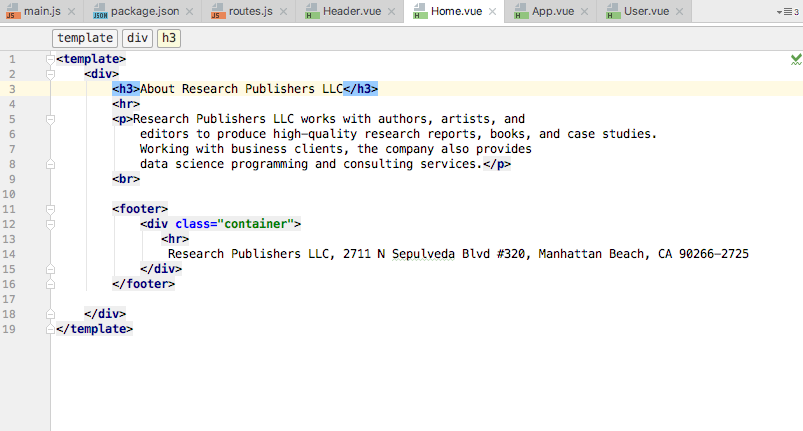 main.js package.json routes.js Header.vue Home.vue App.vue User.vue 3
template div h3
1 <template>
2 <div>
3 <h3>About Research Publishers LLC</h3>
4 <hr>
5 <p>Research Publishers LLC works with authors, artists, and
6 editors to produce high-quality research reports, books, and case studies.
7 Working with business clients, the company also provides
8 data science programming and consulting services.</p>
9 <br>
10
11 <footer>
12 <div class="container">
13 <hr>
14 Research Publishers LLC, 2711 N Sepulveda Blvd #320, Manhattan Beach, CA 90266-2725
15 </div>
16 </footer>
17
18 </div>
19 </template>